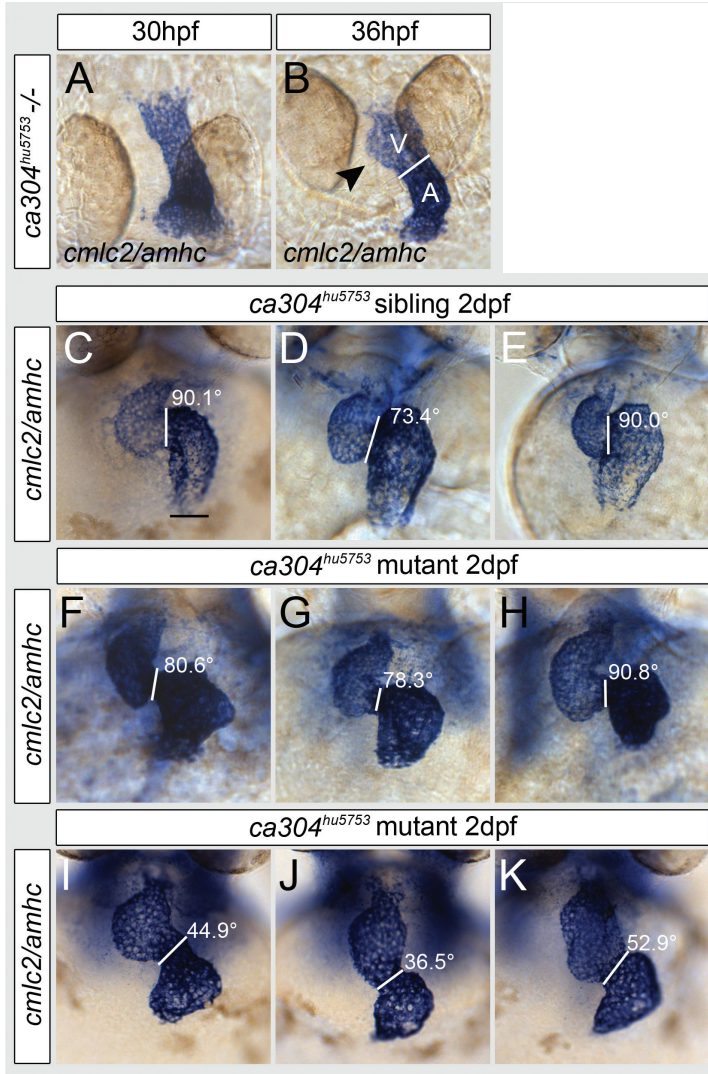 30hpf
36hpf
ca304hu5753 -/-
A
cmlc2/amhc
B
V
A
cmlc2/amhc
ca304hu5753 sibling 2dpf
cmlc2/amhc
C
90.1°
D
73.4°
E
90.0°
ca304hu5753 mutant 2dpf
cmlc2/amhc
F
80.6°
G
78.3°
H
90.8°
ca304hu5753 mutant 2dpf
cmlc2/amhc
I
44.9°
J
36.5°
K
52.9°